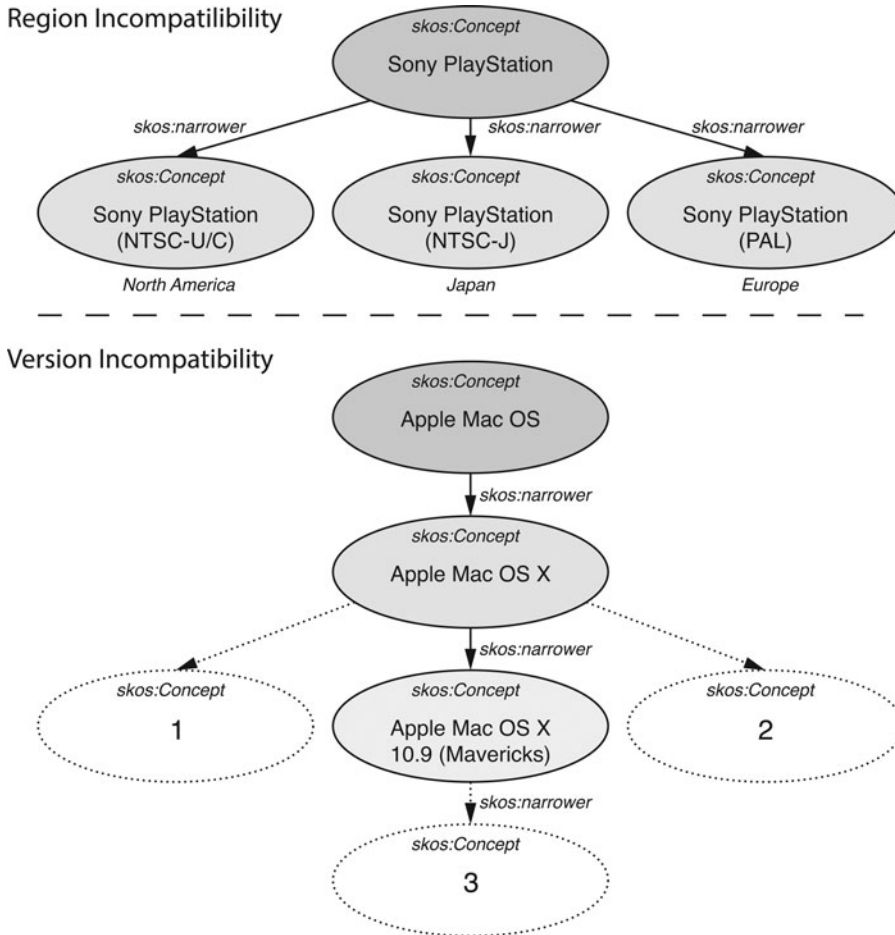 Region Incompatilibility
skos:Concept
Sony PlayStation
skos:narrower
skos:narrower
skos:narrower
skos:Concept
Sony PlayStation
(NTSC-U/C)
skos:Concept
Sony PlayStation
(NTSC-J)
skos:Concept
Sony PlayStation
(PAL)
North America
Japan
Europe
Version Incompatibility
skos:Concept
Apple Mac OS
skos:narrower
skos:Concept
Apple Mac OS X
skos:narrower
skos:Concept
1
skos:Concept
Apple Mac OS X
10.9 (Mavericks)
skos:Concept
2
skos:narrower
skos:Concept
3